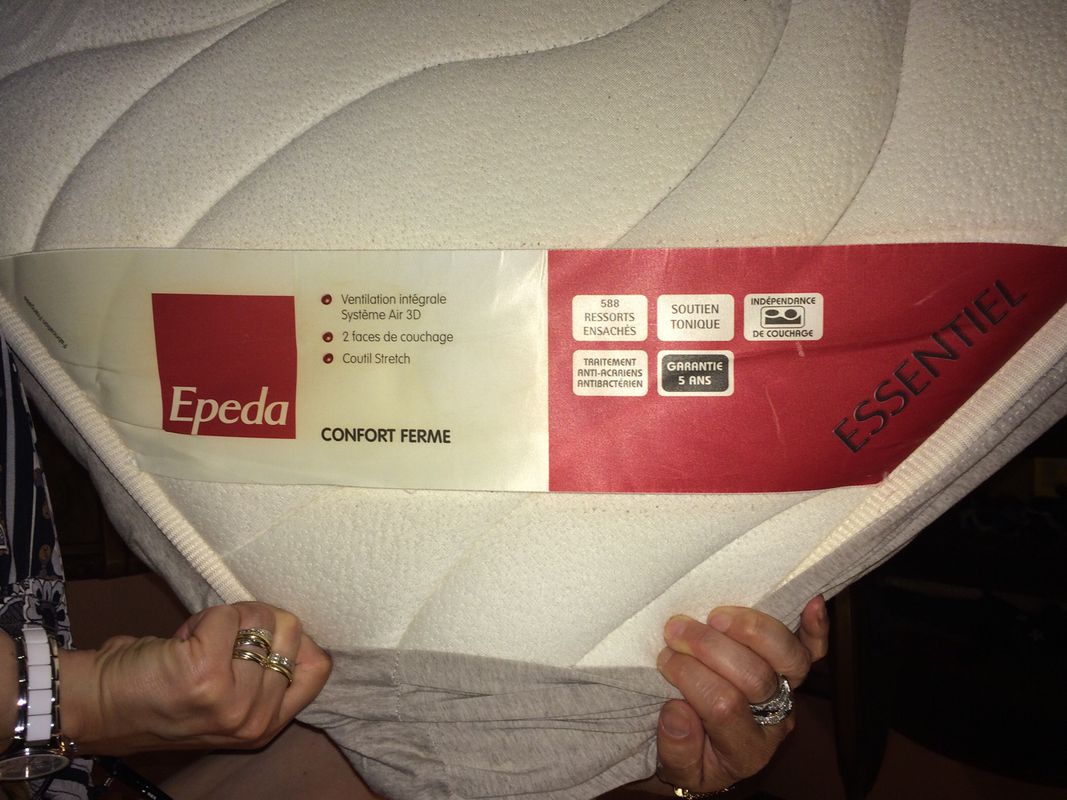 Epeda
Ventilation intégrale
Système Air 3D
2 faces de couchage
Coutil Stretch
CONFORT FERME
588
RESSORTS
ENSACHÉS
SOUTIEN
TONIQUE
INDÉPENDANCE
DE COUCHAGE
TRAITEMENT
ANTI-ACARIENS
ANTIBACTÉRIEN
GARANTIE
5 ANS
ESSENTIEL